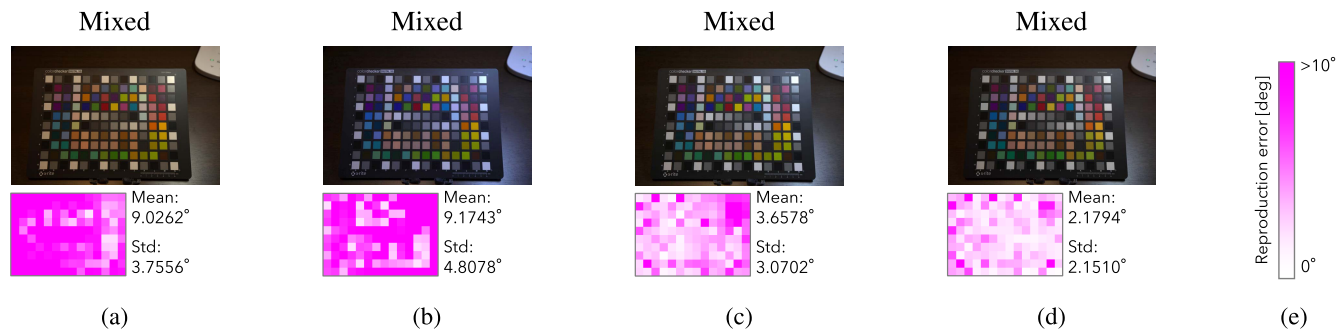 Mixed
Mixed
Mixed
Mixed
Mean:
9.0262°
Std:
3.7556°
Mean:
9.1743°
Std:
4.8078°
Mean:
3.6578°
Std:
3.0702°
Mean:
2.1794°
Std:
2.1510°
Reproduction error [deg]
>10°
0°
(a)
(b)
(c)
(d)
(e)